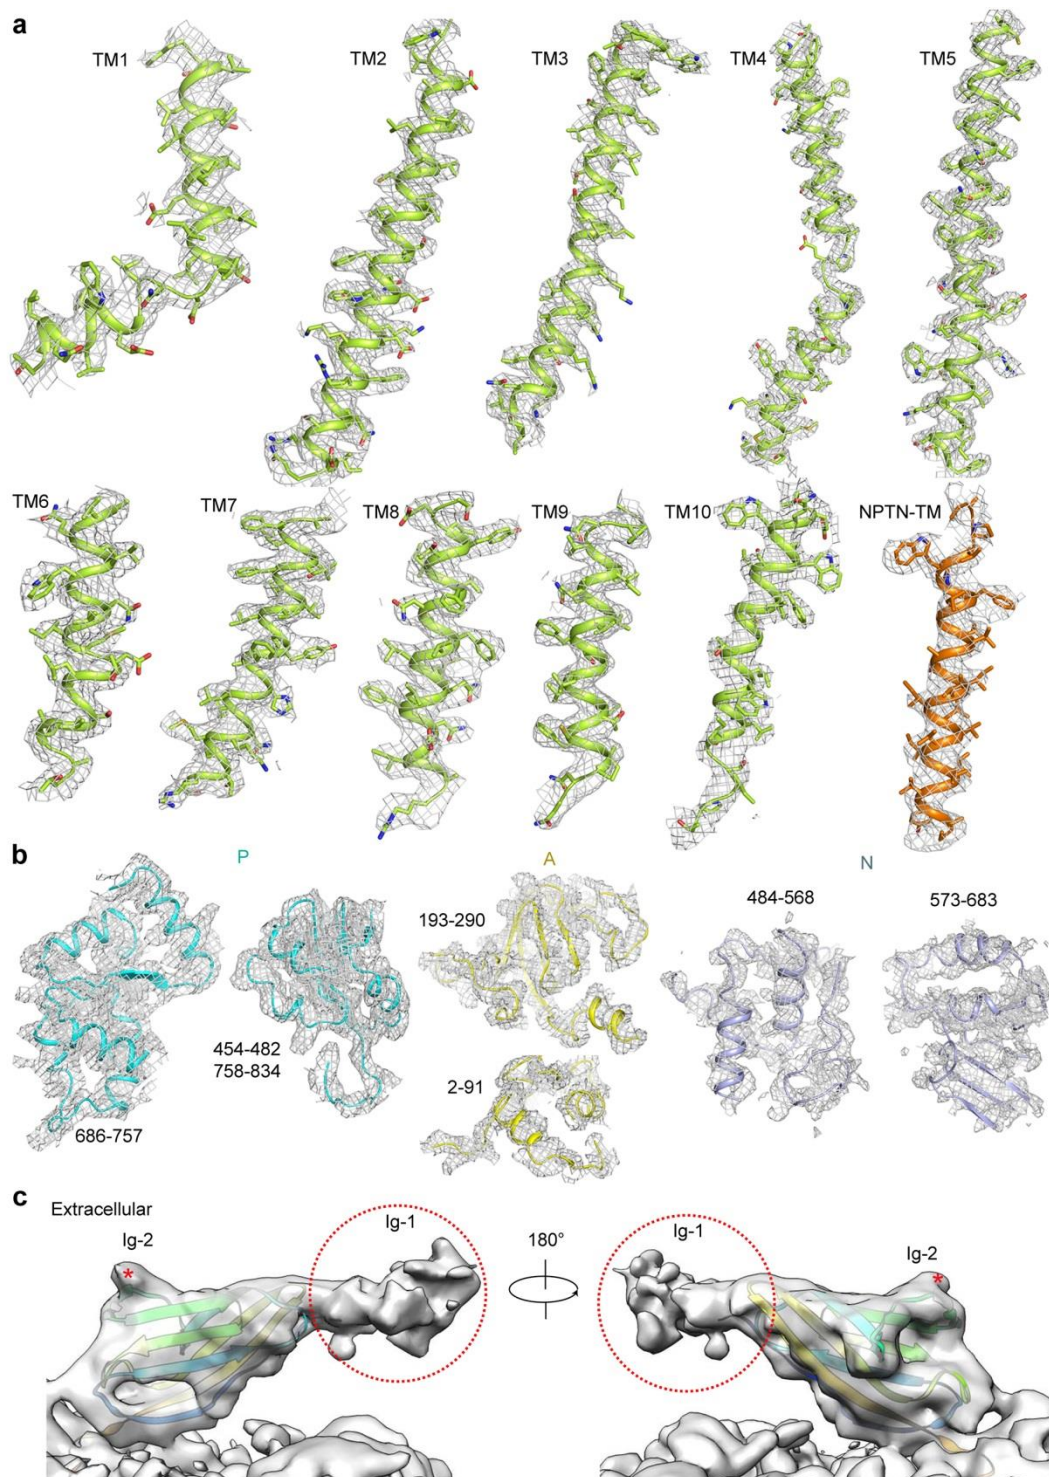 a
TM1
TM2
TM3
TM4
TM5
TM6
TM7
TM8
TM9
TM10
NPTN-TM
b
P
A
N
193-290
484-568
573-683
454-482
758-834
2-91
686-757
c
Extracellular
Ig-2
Ig-1
180°
Ig-1
Ig-2
*
*